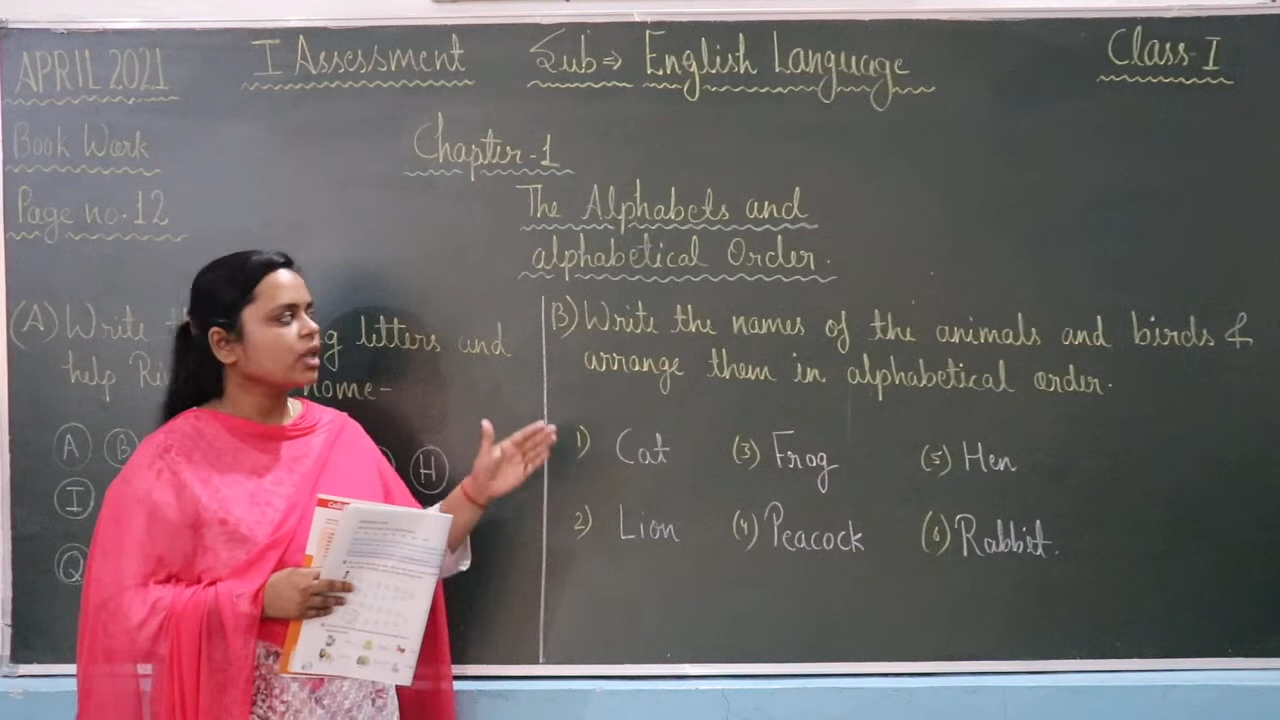 APRIL 2021 I Assessment Sub ⇒ English Language Class-I
Book Work
Chapter-1
Page no. 12
The Alphabets and
alphabetical Order.
(A) Write litters and
help home-
A B H
I
Q
B) Write the names of the animals and birds &
arrange them in alphabetical order.
1) Cat (3) Frog (5) Hen
2) Lion (4) Peacock (6) Rabbit.